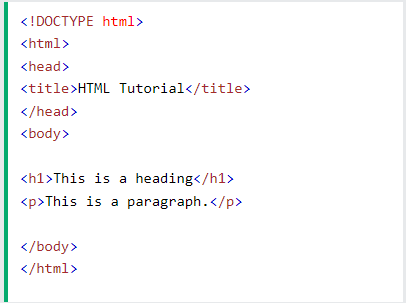 <!DOCTYPE html>
<html>
<head>
<title>HTML Tutorial</title>
</head>
<body>
<h1>This is a heading</h1>
<p>This is a paragraph.</p>
</body>
</html>